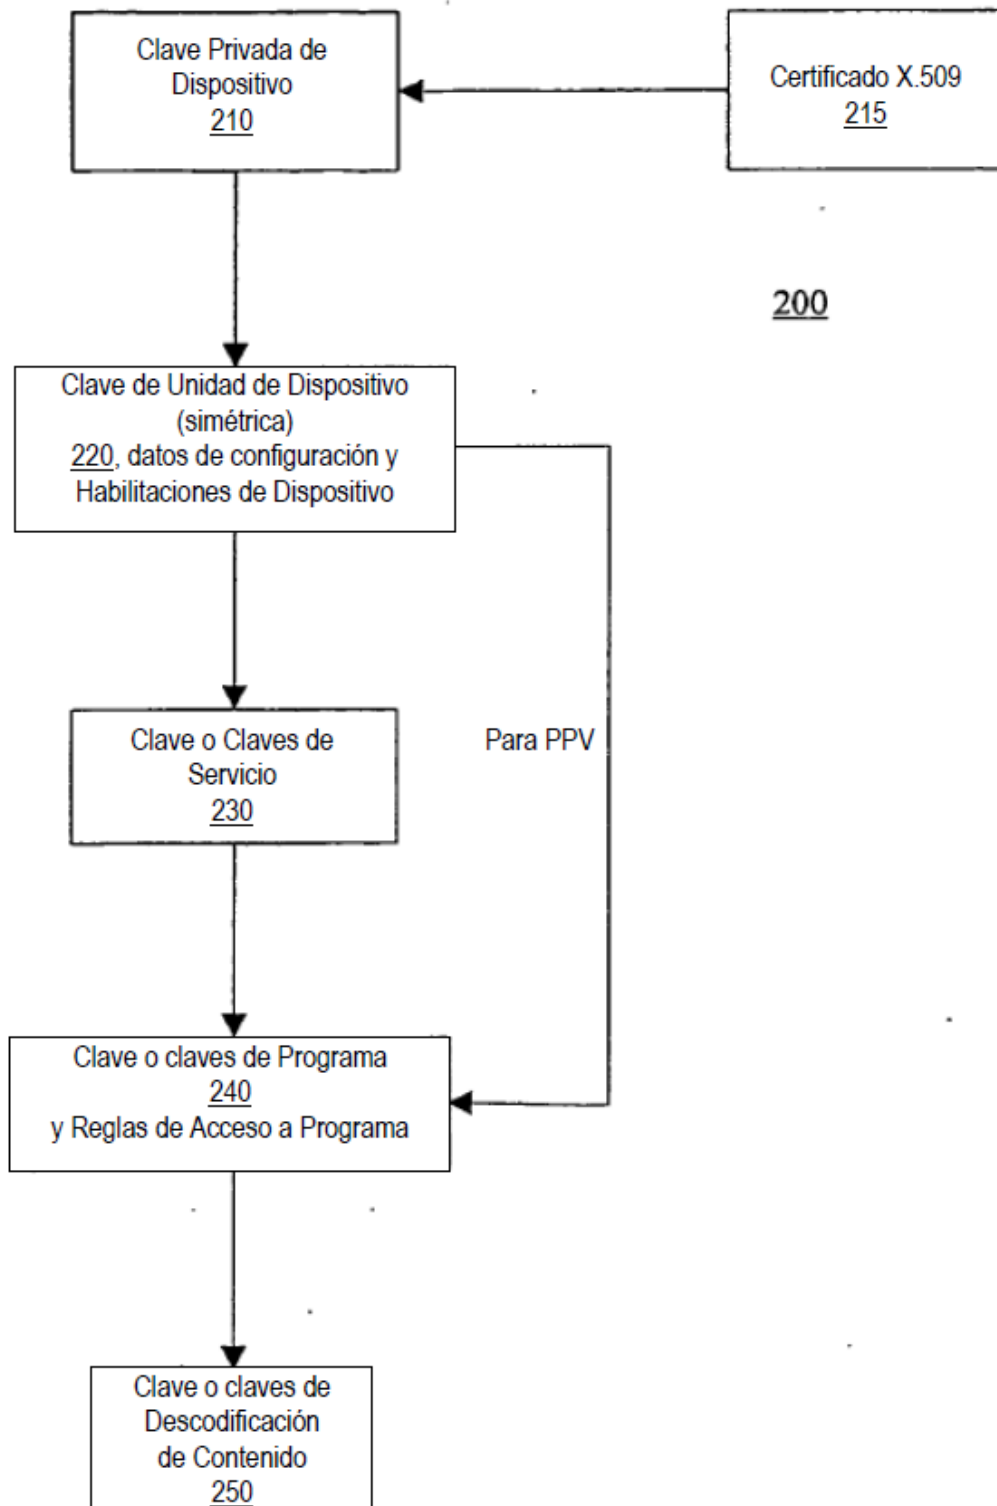 Clave Privada de
Dispositivo
210
Certificado X.509
215
200
Clave de Unidad de Dispositivo
(simétrica)
220, datos de configuración y
Habilitaciones de Dispositivo
Clave o Claves de
Servicio
230
Para PPV
Clave o claves de Programa
240
y Reglas de Acceso a Programa
Clave o claves de
Descodificación
de Contenido
250